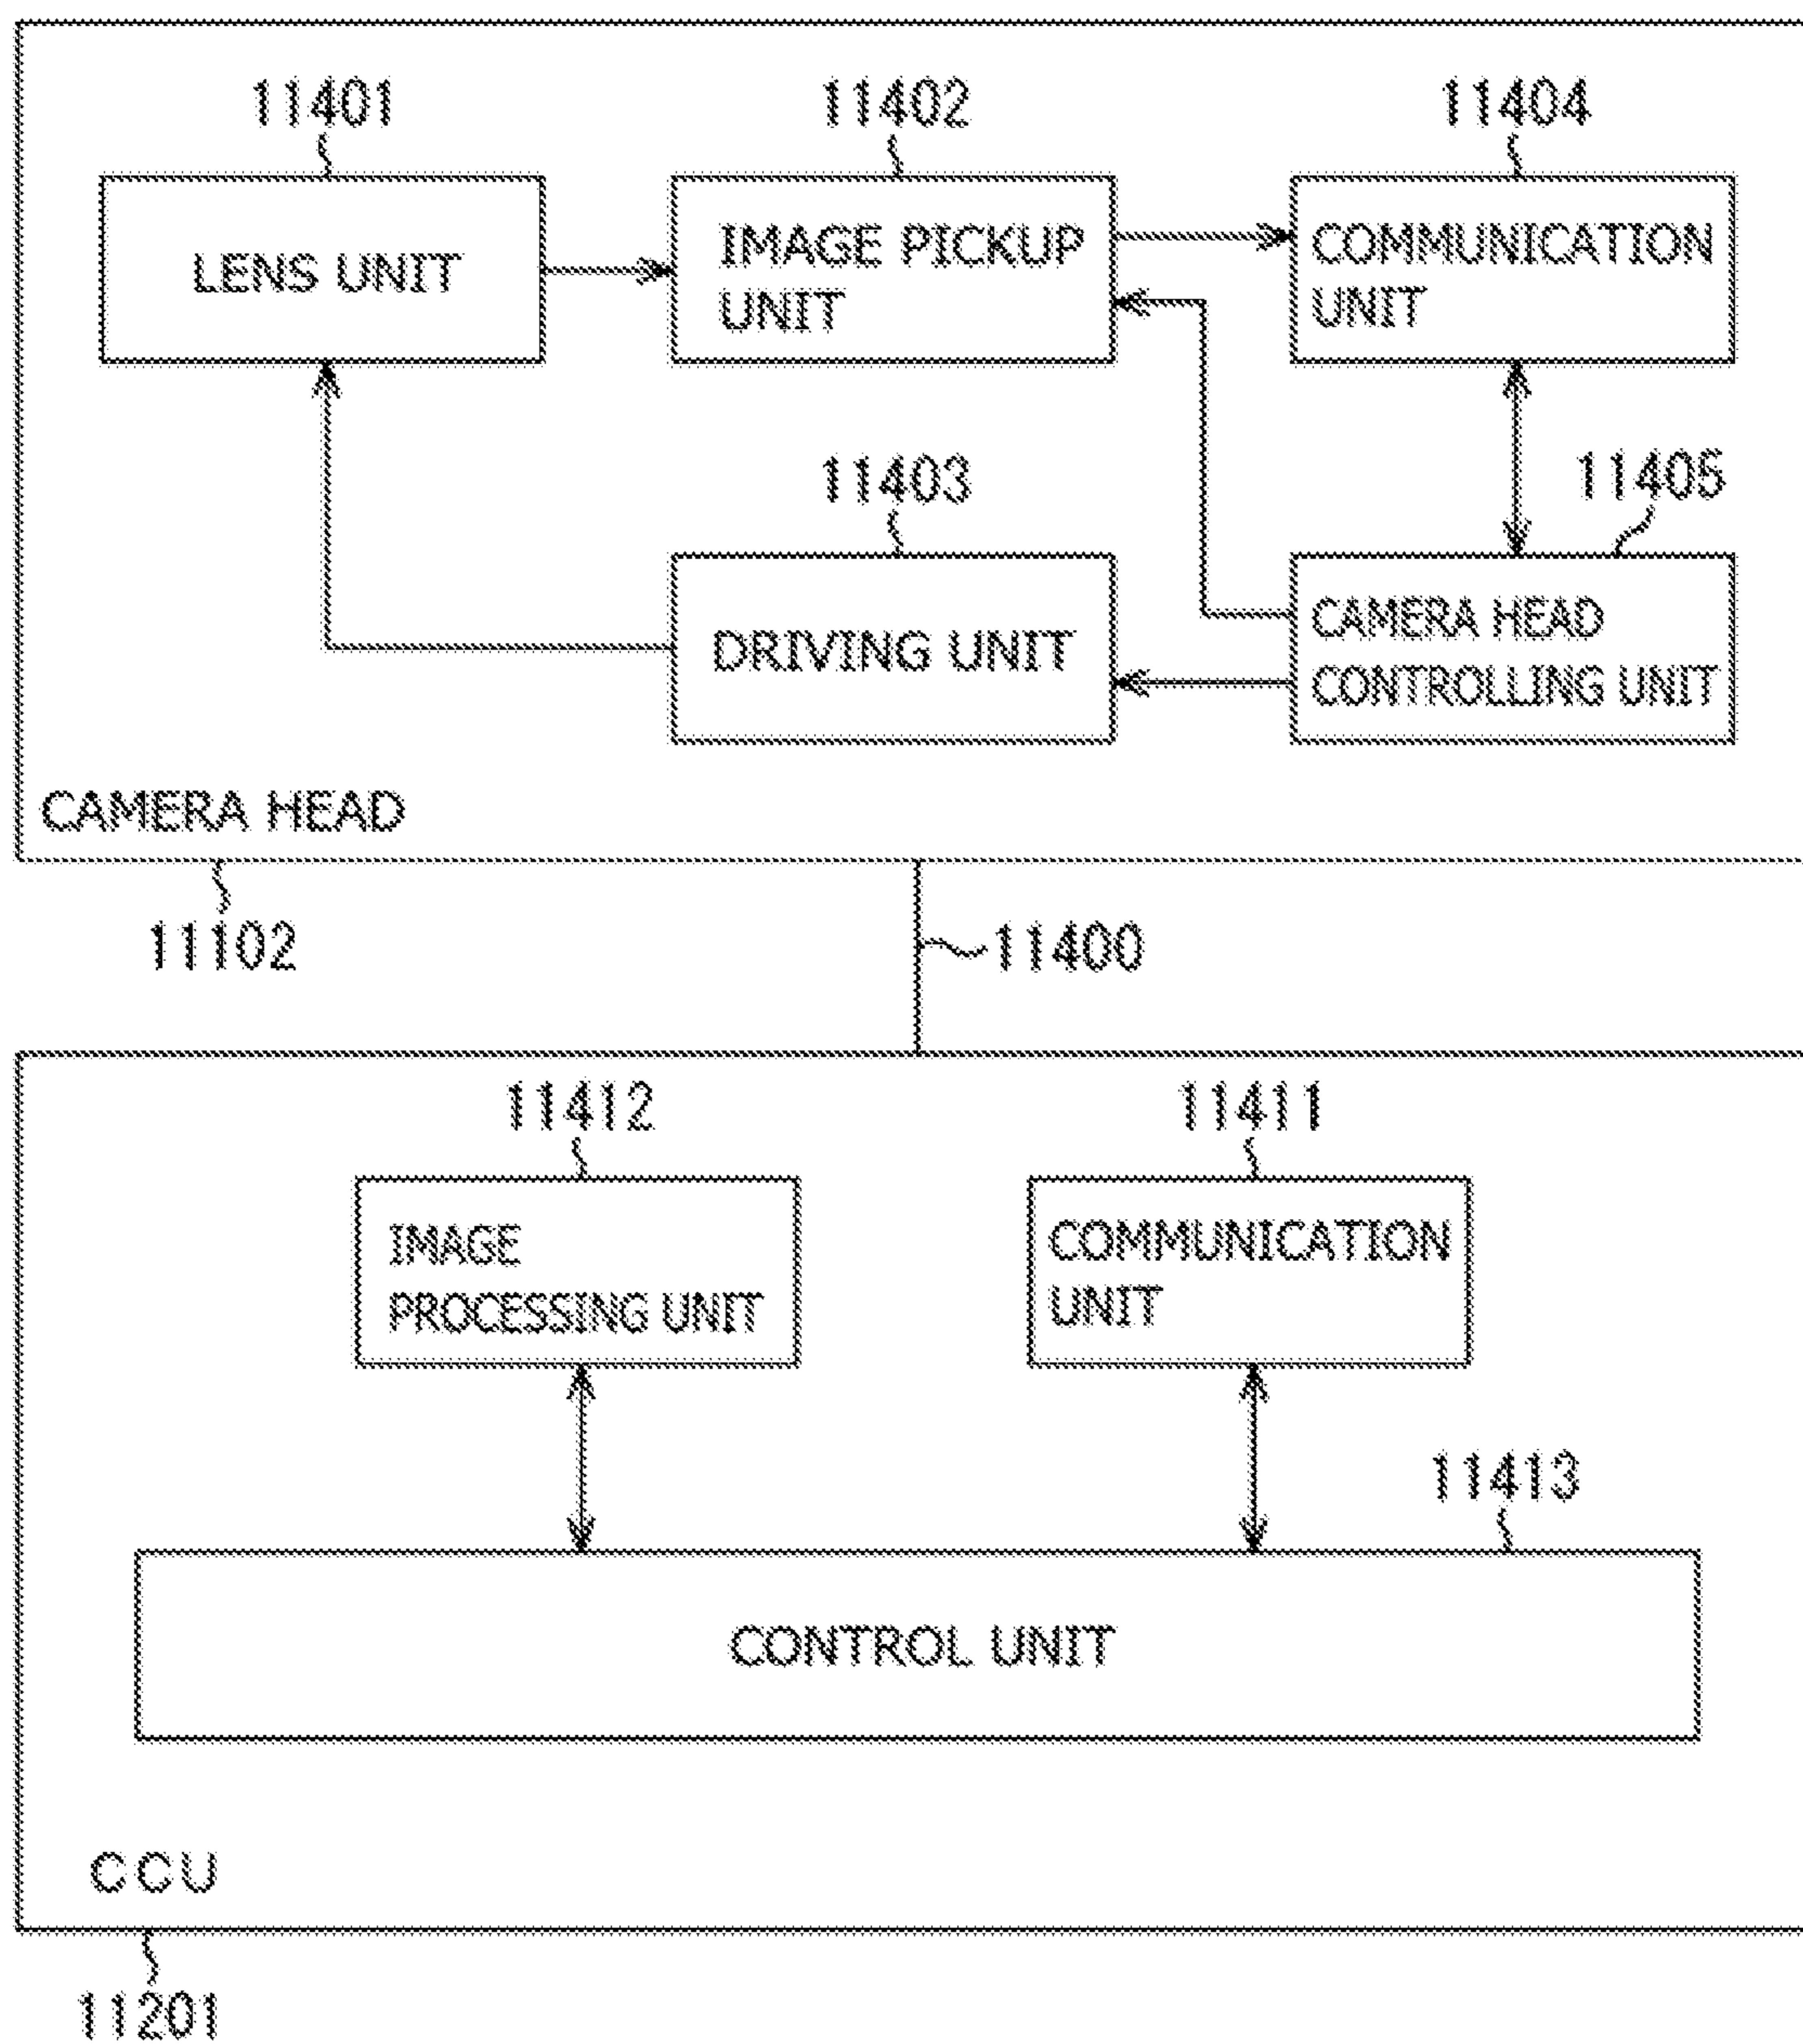 11401
11402
11404
LENS UNIT
IMAGE PICKUP
UNIT
COMMUNICATION
UNIT
11403
11405
DRIVING UNIT
CAMERA HEAD
CONTROLLING UNIT
CAMERA HEAD
11102
11400
11412
11411
IMAGE
PROCESSING UNIT
COMMUNICATION
UNIT
11413
CONTROL UNIT
CCU
11201